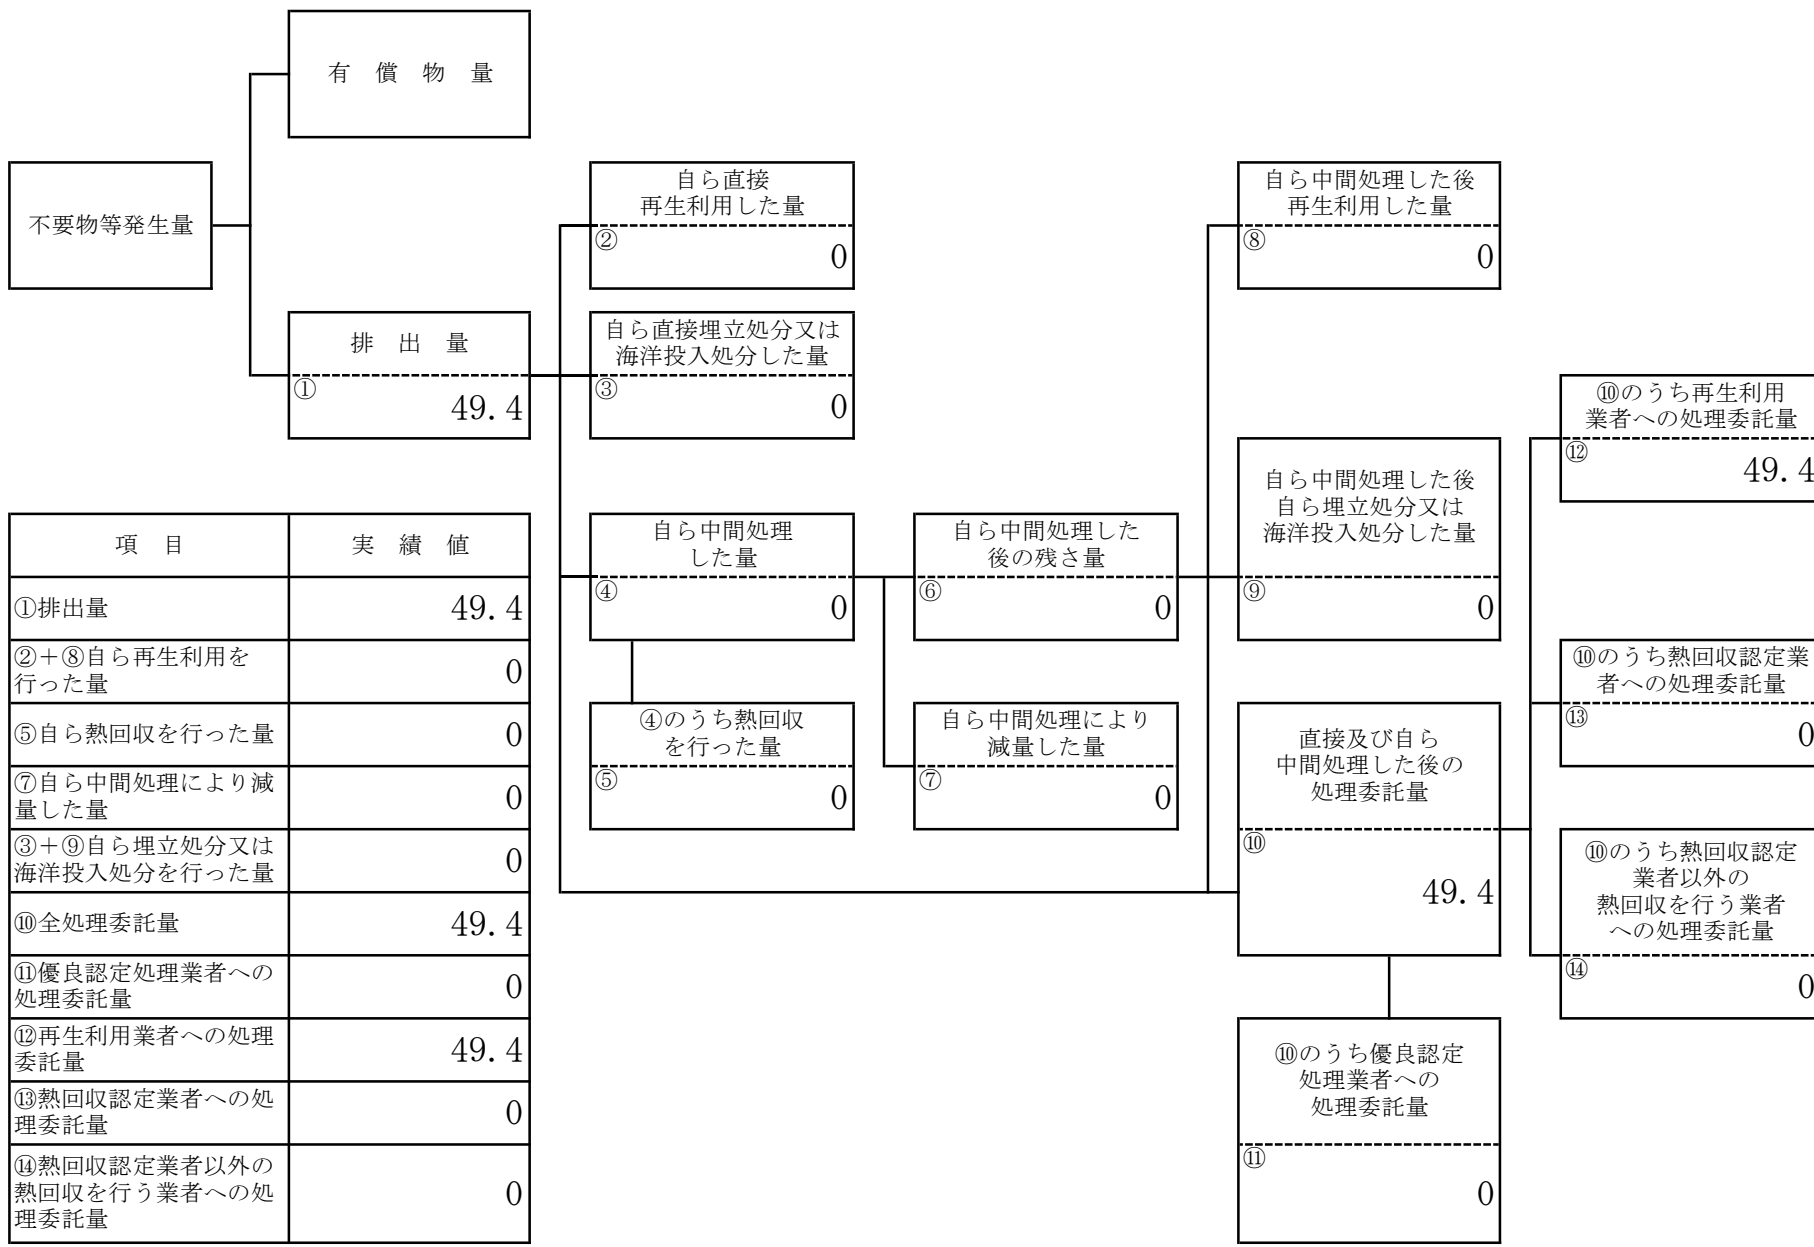 有償物量
不要物等発生量
排出量
①
49.4
自ら直接
再生利用した量
②
0
自ら直接埋立処分又は
海洋投入処分した量
③
0
自ら中間処理
した量
④
0
④のうち熱回収
を行った量
⑤
0
自ら中間処理した
後の残さ量
⑥
0
自ら中間処理により
減量した量
⑦
0
自ら中間処理した後
再生利用した量
⑧
0
自ら中間処理した後
自ら埋立処分又は
海洋投入処分した量
⑨
0
直接及び自ら
中間処理した後の
処理委託量
⑩
49.4
⑩のうち優良認定
処理業者への
処理委託量
⑪
0
⑩のうち再生利用
業者への処理委託量
⑫
49.4
⑩のうち熱回収認定業
者への処理委託量
⑬
0
⑩のうち熱回収認定
業者以外の
熱回収を行う業者
への処理委託量
⑭
0
項目 実績値
①排出量 49.4
②＋⑧自ら再生利用を
行った量 0
⑤自ら熱回収を行った量 0
⑦自ら中間処理により減
量した量 0
③＋⑨自ら埋立処分又は
海洋投入処分を行った量 0
⑩全処理委託量 49.4
⑪優良認定処理業者への
処理委託量 0
⑫再生利用業者への処理
委託量 49.4
⑬熱回収認定業者への処
理委託量 0
⑭熱回収認定業者以外の
熱回収を行う業者への処
理委託量 0